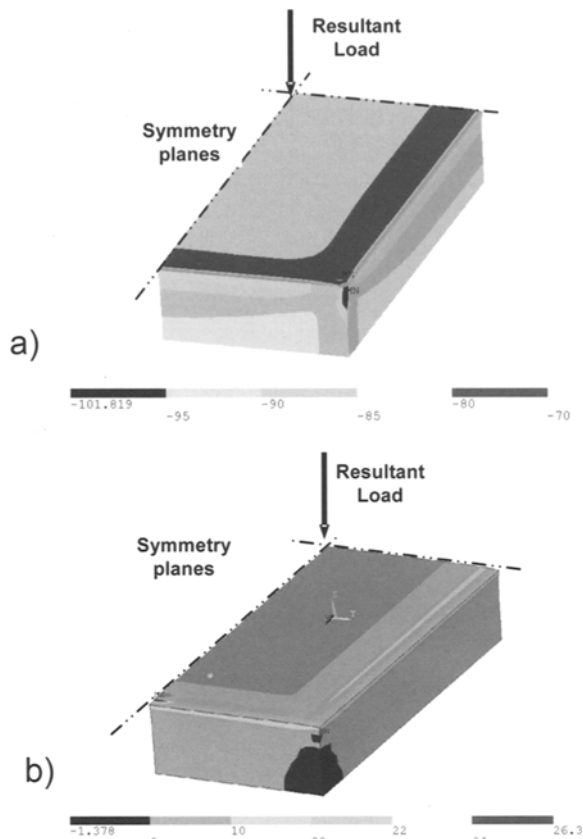 Resultant
Load
Symmetry
planes
MN
a)
-101.819 -95 -90 -85 -80 -70
Resultant
Load
Symmetry
planes
b)
-1.378 10 22 26.3